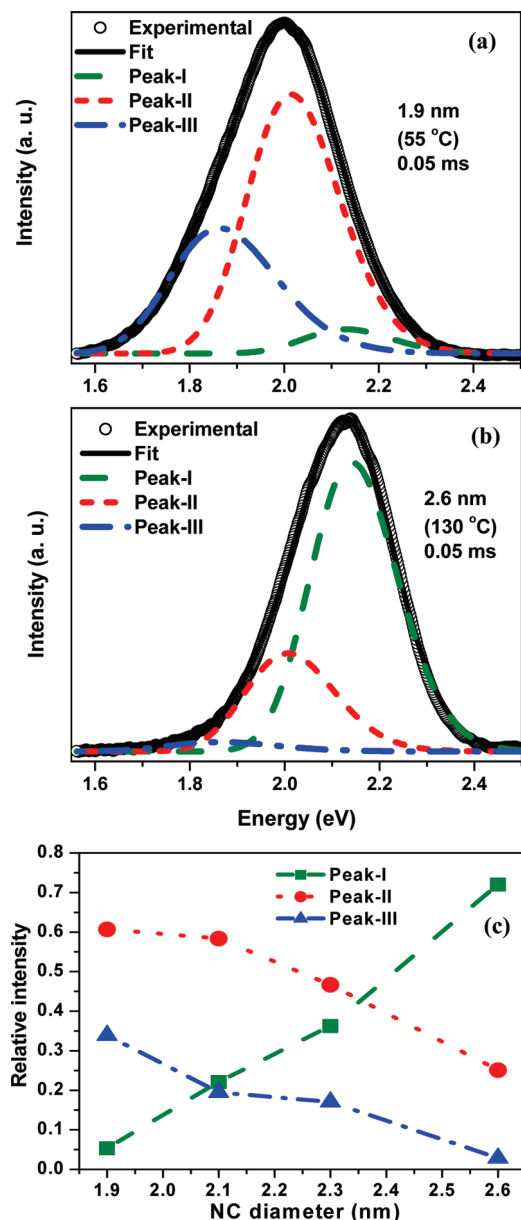 (a)
Experimental
Fit
Peak-I
Peak-II
Peak-III
1.9 nm
(55 °C)
0.05 ms
Intensity (a. u.)
1.6 1.8 2.0 2.2 2.4
(b)
Experimental
Fit
Peak-I
Peak-II
Peak-III
2.6 nm
(130 °C)
0.05 ms
Intensity (a. u.)
1.6 1.8 2.0 2.2 2.4
Energy (eV)
0.8
0.7
0.6
0.5
0.4
0.3
0.2
0.1
0.0
Relative intensity
Peak-I
Peak-II
Peak-III
(c)
1.9 2.0 2.1 2.2 2.3 2.4 2.5 2.6
NC diameter (nm)